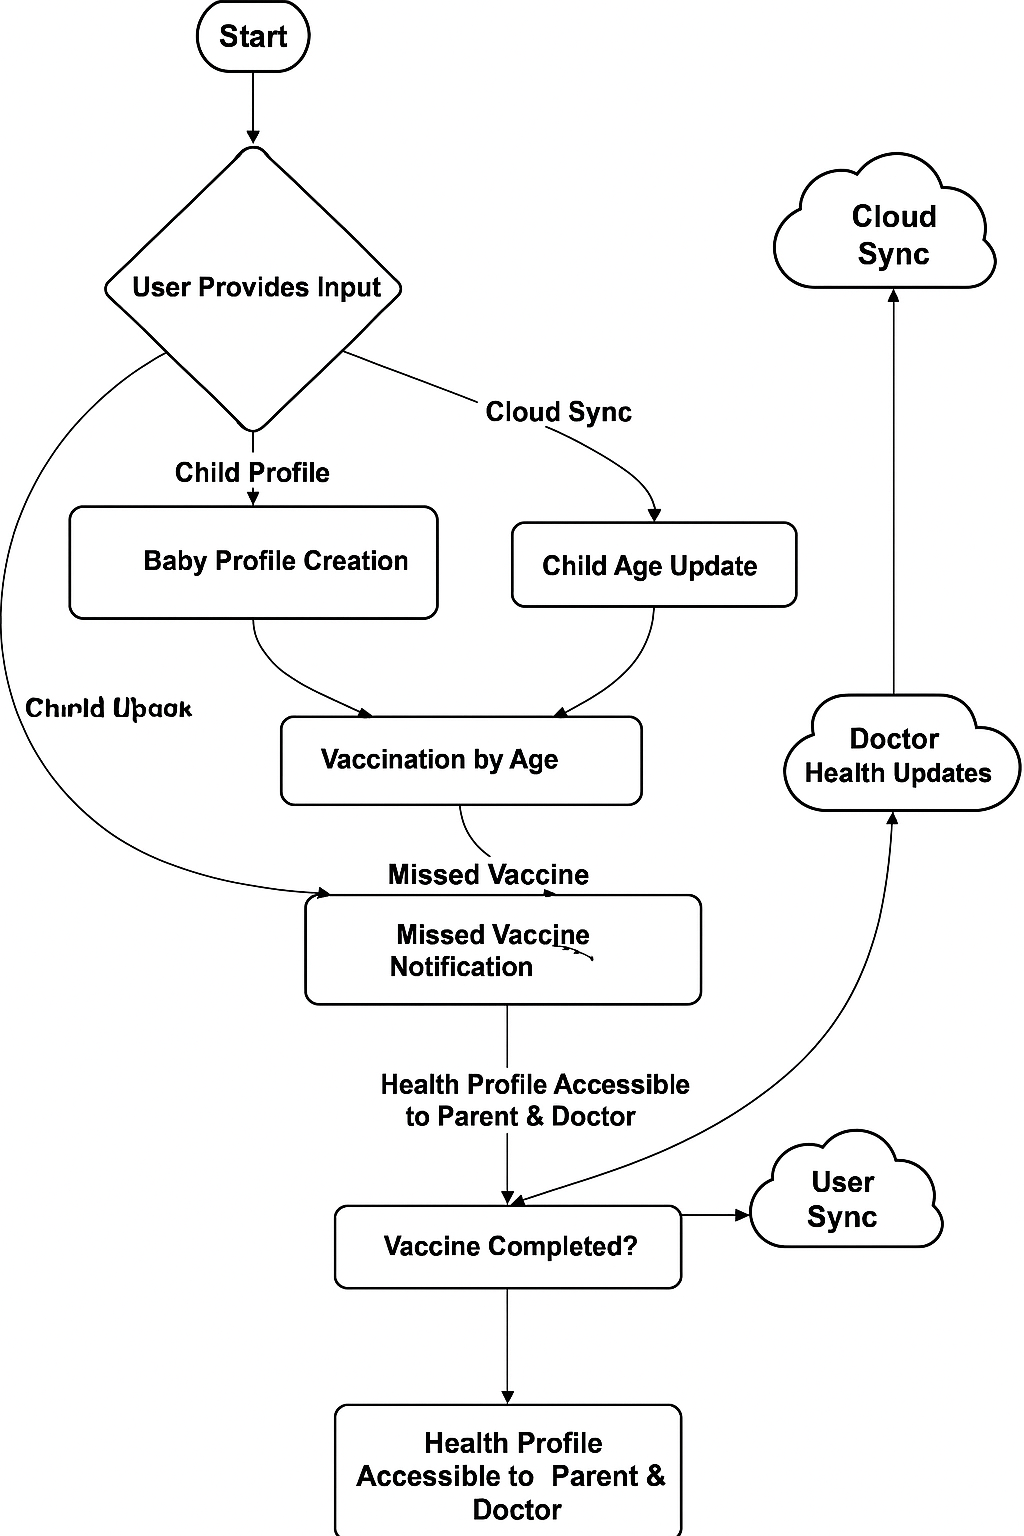 Start
User Provides Input
Cloud
Sync
Cloud Sync
Child Profile
Baby Profile Creation
Child Age Update
Vaccination by Age
Doctor
Health Updates
Missed Vaccine
Missed Vaccine
Notification
Health Profile Accessible
to Parent & Doctor
User
Sync
Vaccine Completed?
Health Profile
Accessible to Parent &
Doctor